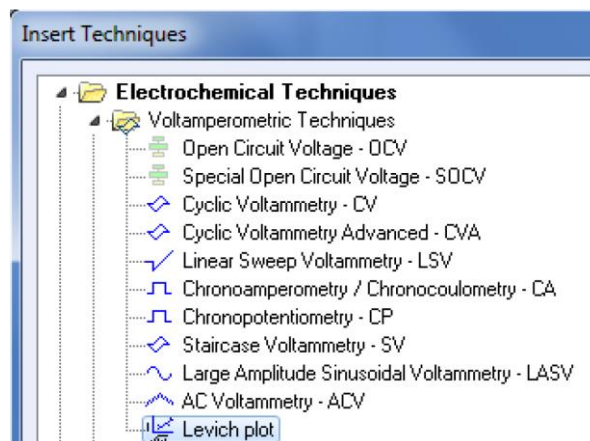 Insert Techniques
Electrochemical Techniques
Voltamperometric Techniques
Open Circuit Voltage - OCV
Special Open Circuit Voltage - SOCV
Cyclic Voltammetry - CV
Cyclic Voltammetry Advanced - CVA
Linear Sweep Voltammetry - LSV
Chronoamperometry / Chronocoulometry - CA
Chronopotentiometry - CP
Staircase Voltammetry - SV
Large Amplitude Sinusoidal Voltammetry - LASV
AC Voltammetry - ACV
Levich plot